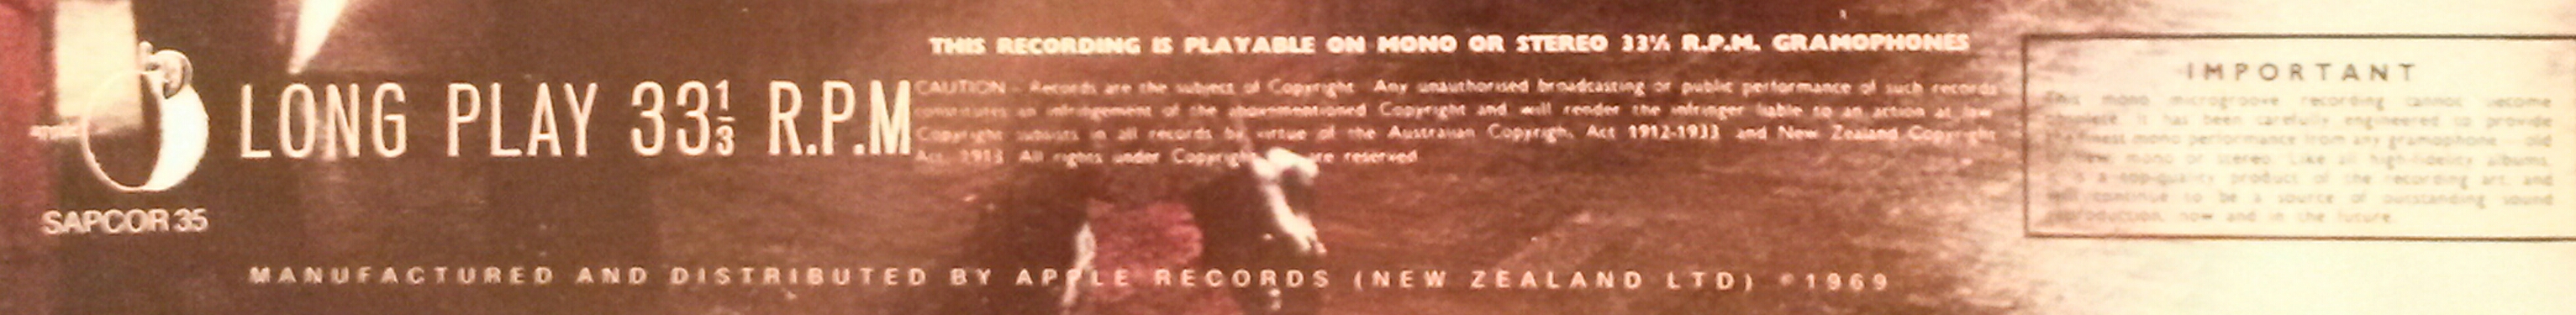 THIS RECORDING IS PLAYABLE ON MONO OR STEREO 33⅓ R.P.M. GRAMOPHONES
LONG PLAY 33⅓ R.P.M
CAUTION - Records are the subject of Copyright Any unauthorised broadcasting or public performance of such records
constitutes an infringement of the abovementioned Copyright and will render the infringer liable to an action at law
Copyright subsists in all records by virtue of the Australian Copyright Act 1912-1933 and New Zealand Copyright
Act 1913 All rights under Copyright are reserved
apple
SAPCOR 35
MANUFACTURED AND DISTRIBUTED BY APPLE RECORDS (NEW ZEALAND LTD) ©1969
IMPORTANT
This mono microgroove recording cannot become
obsolete It has been carefully engineered to provide
finest mono performance from any gramophone old
new mono or stereo Like all high-fidelity albums,
is a top-quality product of the recording art, and
will continue to be a source of outstanding sound
reproduction, now and in the future.